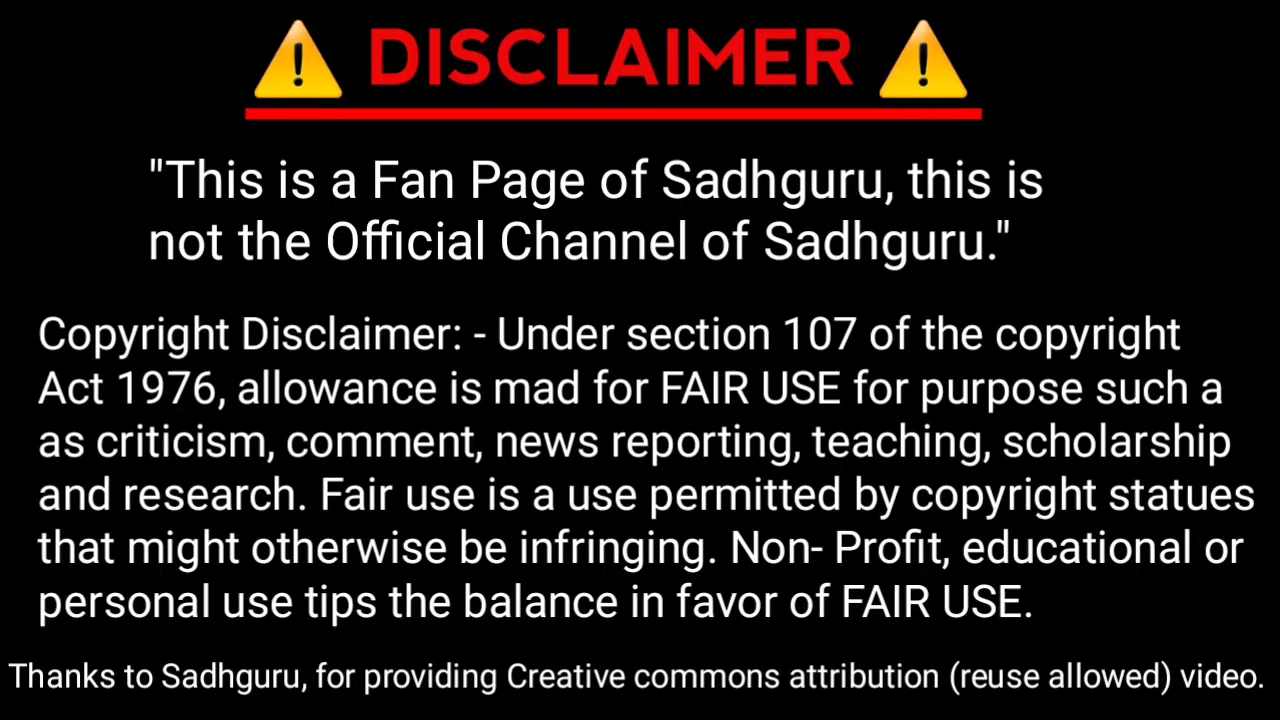 ⚠ DISCLAIMER ⚠
"This is a Fan Page of Sadhguru, this is
not the Official Channel of Sadhguru."
Copyright Disclaimer: - Under section 107 of the copyright
Act 1976, allowance is mad for FAIR USE for purpose such a
as criticism, comment, news reporting, teaching, scholarship
and research. Fair use is a use permitted by copyright statues
that might otherwise be infringing. Non- Profit, educational or
personal use tips the balance in favor of FAIR USE.
Thanks to Sadhguru, for providing Creative commons attribution (reuse allowed) video.